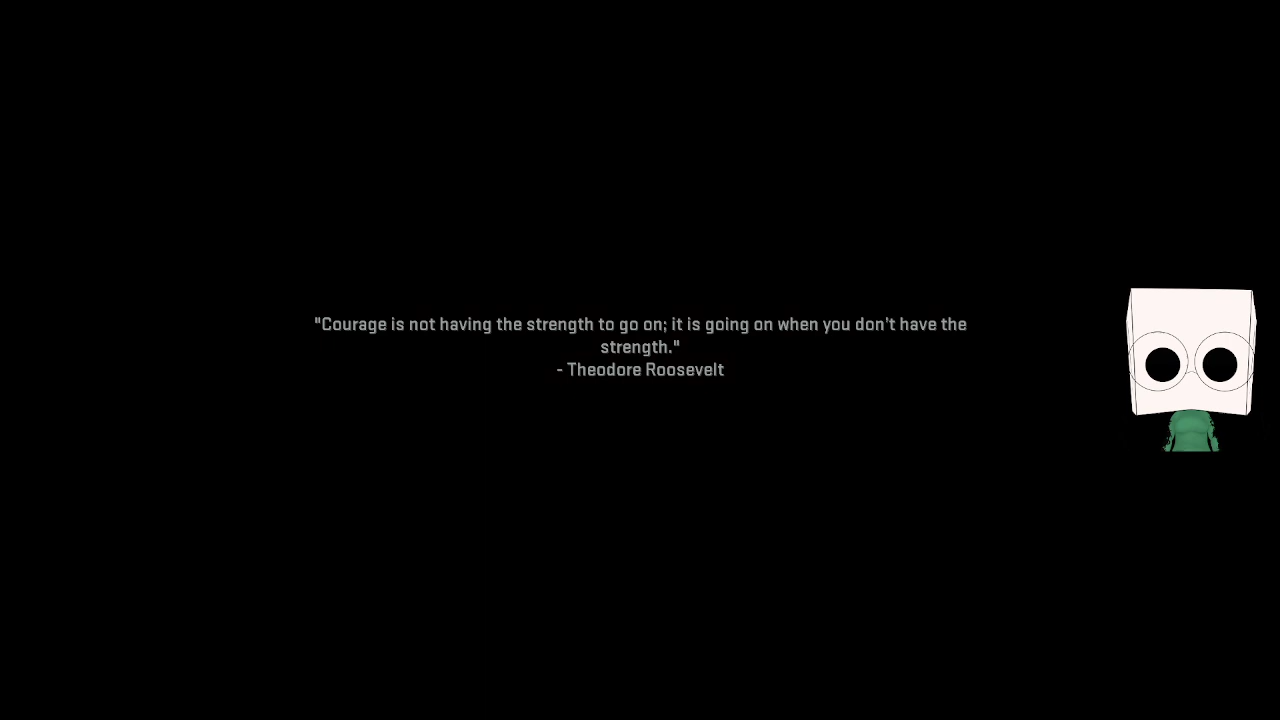 "Courage is not having the strength to go on; it is going on when you don't have the
strength."
- Theodore Roosevelt